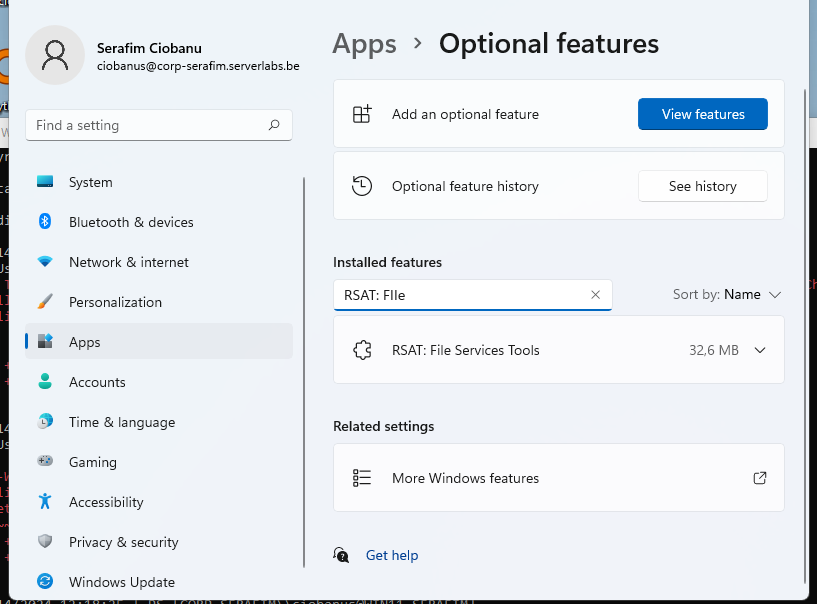 Serafim Ciobanu
ciobanus@corp-serafim.serverlabs.be
Find a setting
System
Bluetooth & devices
Network & internet
Personalization
Apps
Accounts
Time & language
Gaming
Accessibility
Privacy & security
Windows Update
Apps > Optional features
Add an optional feature
View features
Optional feature history
See history
Installed features
RSAT: FIle
Sort by: Name
RSAT: File Services Tools
32,6 MB
Related settings
More Windows features
Get help